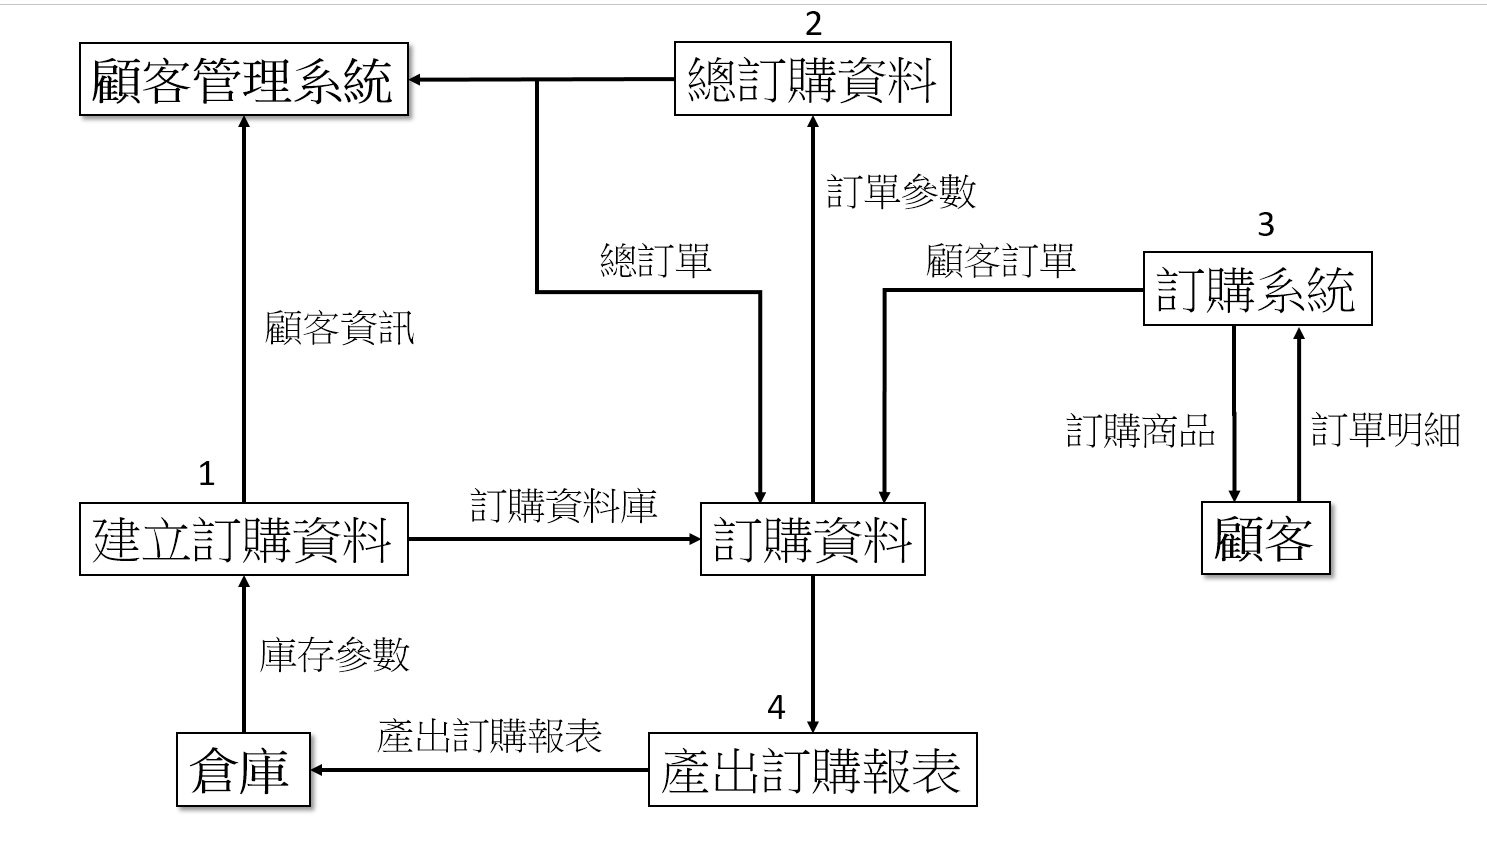 2
顧客管理系統
總訂購資料
訂單參數
3
總訂單
顧客訂單
訂購系統
顧客資訊
訂購商品
訂單明細
1
訂購資料庫
建立訂購資料
訂購資料
顧客
庫存參數
4
產出訂購報表
倉庫
產出訂購報表